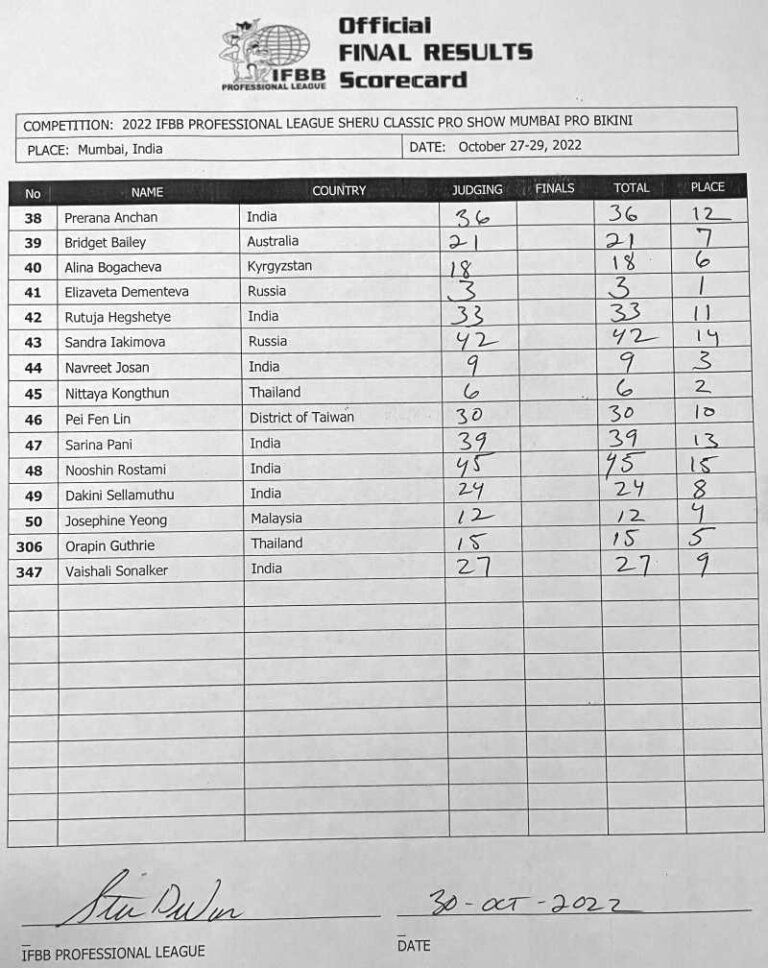 Official
FINAL RESULTS
Scorecard
IFBB
PROFESSIONAL LEAGUE
COMPETITION: 2022 IFBB PROFESSIONAL LEAGUE SHERU CLASSIC PRO SHOW MUMBAI PRO BIKINI
PLACE: Mumbai, India DATE: October 27-29, 2022
No NAME COUNTRY JUDGING FINALS TOTAL PLACE
38 Prerana Anchan India 36 36 12
39 Bridget Bailey Australia 21 21 7
40 Alina Bogacheva Kyrgyzstan 18 18 6
41 Elizaveta Dementeva Russia 3 3 1
42 Rutuja Hegshetye India 33 33 11
43 Sandra Iakimova Russia 42 42 14
44 Navreet Josan India 9 9 3
45 Nittaya Kongthun Thailand 6 6 2
46 Pei Fen Lin District of Taiwan 30 30 10
47 Sarina Pani India 39 39 13
48 Nooshin Rostami India 45 45 15
49 Dakini Sellamuthu India 24 24 8
50 Josephine Yeong Malaysia 12 12 4
306 Orapin Guthrie Thailand 15 15 5
347 Vaishali Sonalker India 27 27 9
30-OCT-2022
IFBB PROFESSIONAL LEAGUE DATE